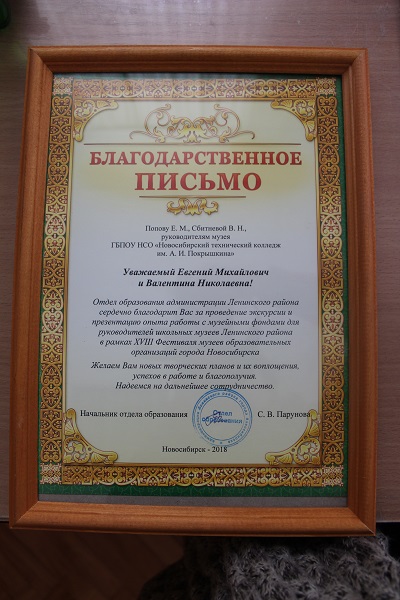 БЛАГОДАРСТВЕННОЕ
ПИСЬМО
Попову Е. М., Сбитневой В. Н.,
руководителям музея
ГБПОУ НСО «Новосибирский технический колледж
им. А. И. Покрышкина»
Уважаемый Евгений Михайлович
и Валентина Николаевна!
Отдел образования администрации Ленинского района
сердечно благодарит Вас за проведение экскурсии и
презентацию опыта работы с музейными фондами для
руководителей школьных музеев Ленинского района
в рамках XVIII Фестиваля музеев образовательных
организаций города Новосибирска
Желаем Вам новых творческих планов и их воплощения,
успехов в работе и благополучия.
Надеемся на дальнейшее сотрудничество.
Начальник отдела образования С. В. Парунова
Отдел
образования
Новосибирск - 2018